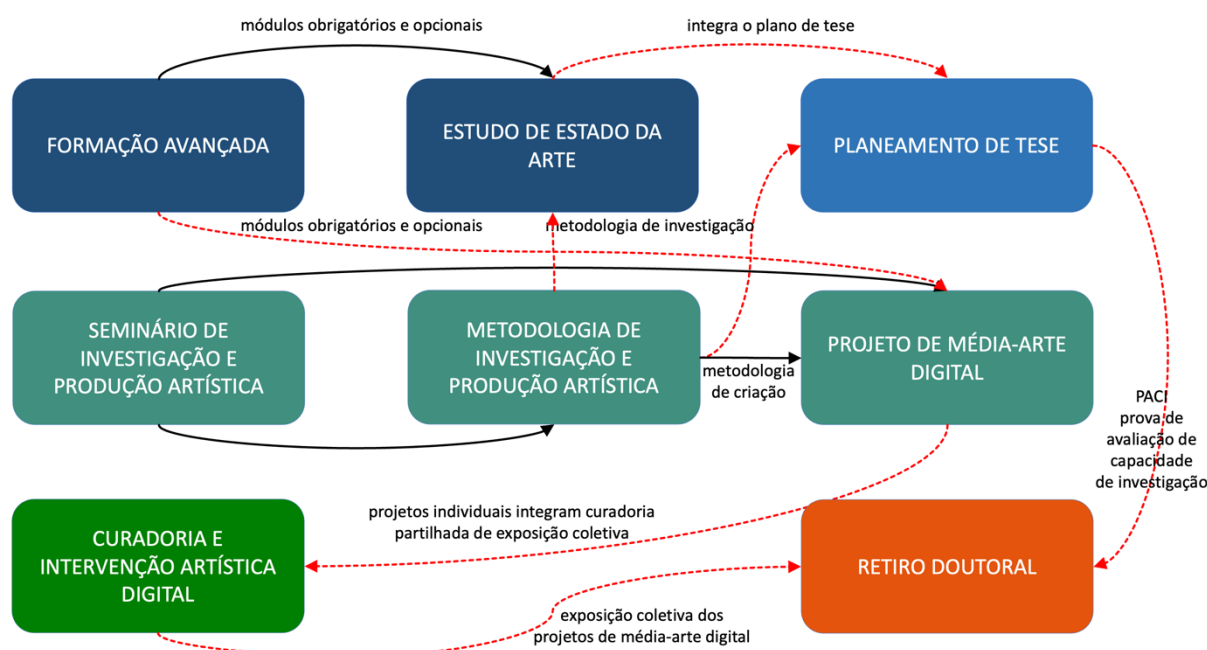 módulos obrigatórios e opcionais
integra o plano de tese
FORMAÇÃO AVANÇADA
ESTUDO DE ESTADO DA
ARTE
PLANEAMENTO DE TESE
módulos obrigatórios e opcionais
metodologia de investigação
SEMINÁRIO DE
INVESTIGAÇÃO E
PRODUÇÃO ARTÍSTICA
METODOLOGIA DE
INVESTIGAÇÃO E
PRODUÇÃO ARTÍSTICA
metodologia
de criação
PROJETO DE MÉDIA-ARTE
DIGITAL
PACI
prova de
avaliação de
capacidade
de investigação
projetos individuais integram curadoria
partilhada de exposição coletiva
CURADORIA E
INTERVENÇÃO ARTÍSTICA
DIGITAL
RETIRO DOUTORAL
exposição coletiva dos
projetos de média-arte digital